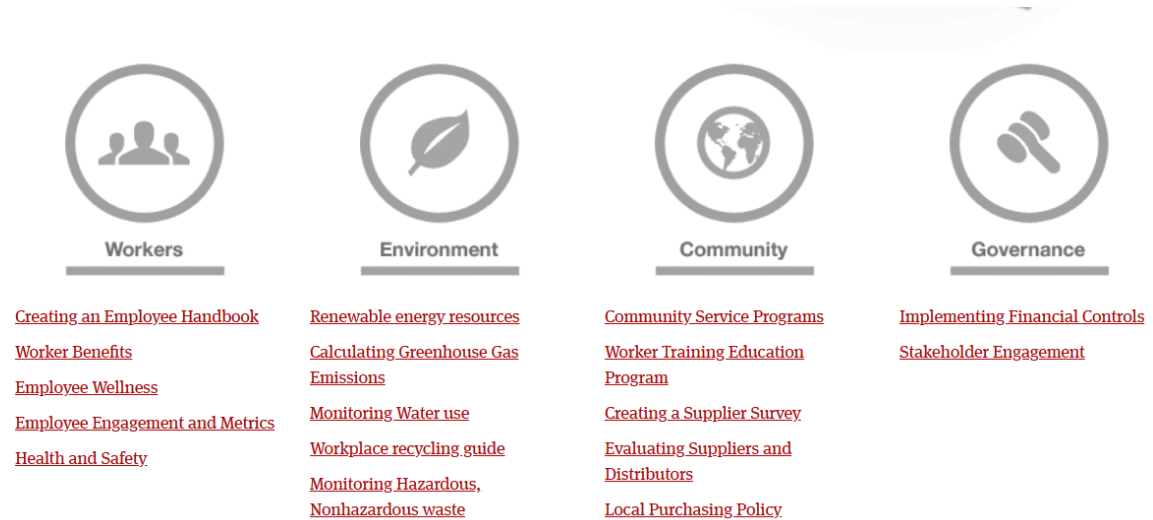 Workers
Creating an Employee Handbook
Worker Benefits
Employee Wellness
Employee Engagement and Metrics
Health and Safety
Environment
Renewable energy resources
Calculating Greenhouse Gas
Emissions
Monitoring Water use
Workplace recycling guide
Monitoring Hazardous,
Nonhazardous waste
Community
Community Service Programs
Worker Training Education
Program
Creating a Supplier Survey
Evaluating Suppliers and
Distributors
Local Purchasing Policy
Governance
Implementing Financial Controls
Stakeholder Engagement